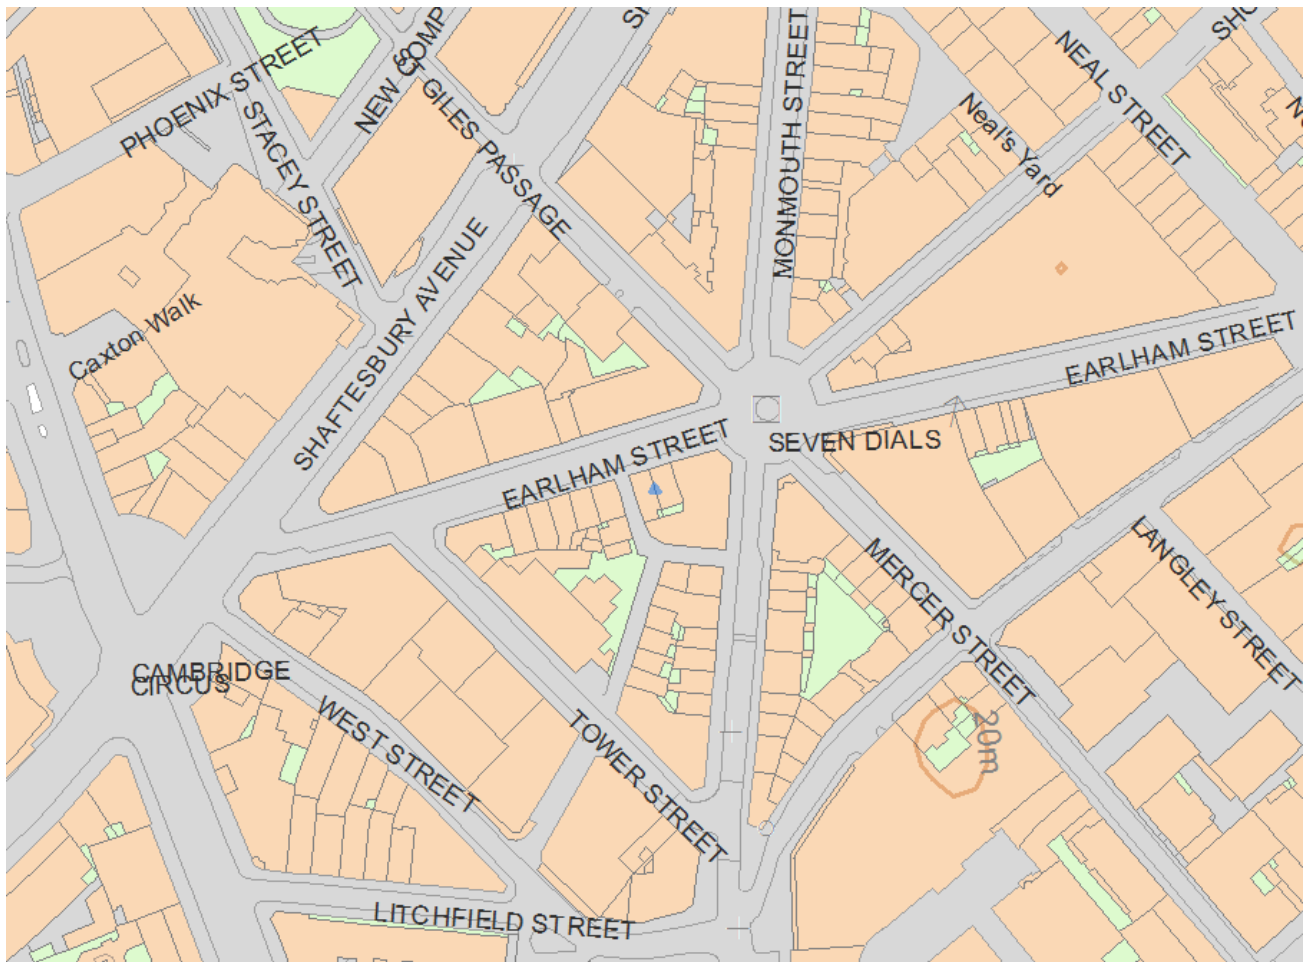 PHOENIX STREET
STACEY STREET
NEW COMP
ST GILES PASSAGE
MONMOUTH STREET
NEAL STREET
Neal's Yard
SHAFTESBURY AVENUE
Caxton Walk
EARLHAM STREET
EARLHAM STREET
SEVEN DIALS
MERCER STREET
LANGLEY STREET
CAMBRIDGE
CIRCUS
WEST STREET
TOWER STREET
20m
LITCHFIELD STREET